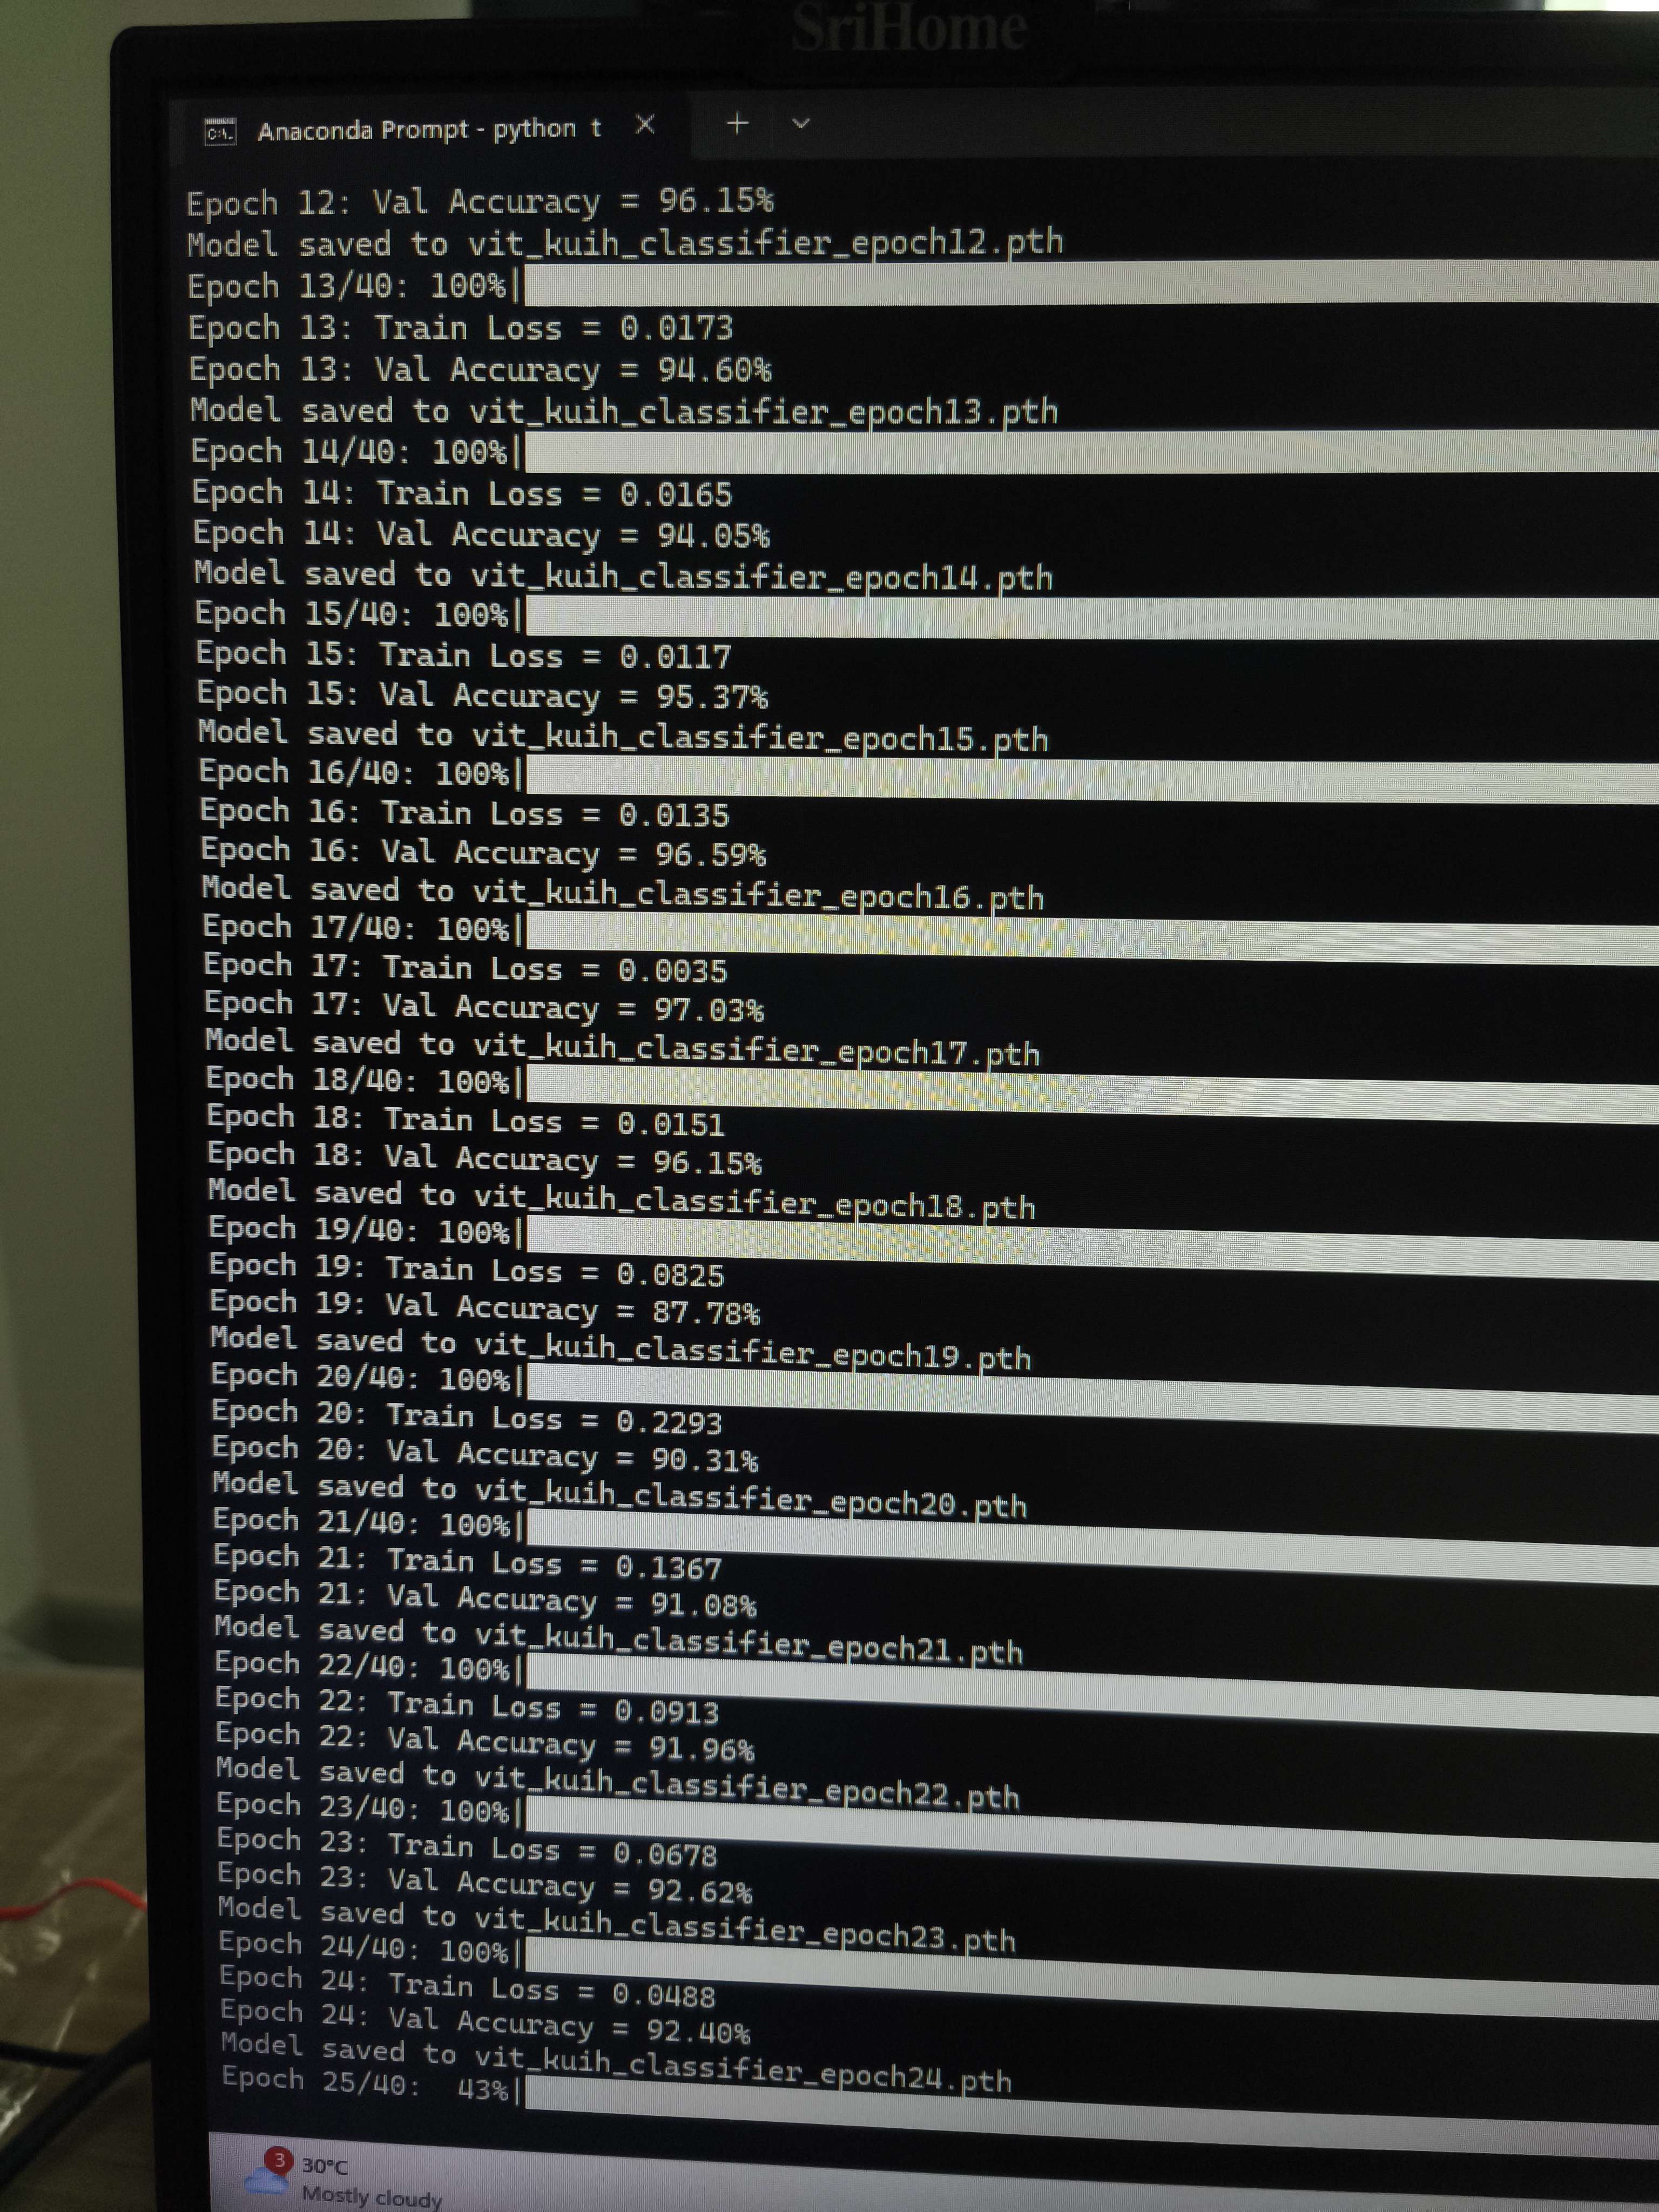 SriHome
Anaconda Prompt - python t
Epoch 12: Val Accuracy = 96.15%
Model saved to vit_kuih_classifier_epoch12.pth
Epoch 13/40: 100%|
Epoch 13: Train Loss = 0.0173
Epoch 13: Val Accuracy = 94.60%
Model saved to vit_kuih_classifier_epoch13.pth
Epoch 14/40: 100%|
Epoch 14: Train Loss = 0.0165
Epoch 14: Val Accuracy = 94.05%
Model saved to vit_kuih_classifier_epoch14.pth
Epoch 15/40: 100%|
Epoch 15: Train Loss = 0.0117
Epoch 15: Val Accuracy = 95.37%
Model saved to vit_kuih_classifier_epoch15.pth
Epoch 16/40: 100%|
Epoch 16: Train Loss = 0.0135
Epoch 16: Val Accuracy = 96.59%
Model saved to vit_kuih_classifier_epoch16.pth
Epoch 17/40: 100%|
Epoch 17: Train Loss = 0.0035
Epoch 17: Val Accuracy = 97.03%
Model saved to vit_kuih_classifier_epoch17.pth
Epoch 18/40: 100%|
Epoch 18: Train Loss = 0.0151
Epoch 18: Val Accuracy = 96.15%
Model saved to vit_kuih_classifier_epoch18.pth
Epoch 19/40: 100%|
Epoch 19: Train Loss = 0.0825
Epoch 19: Val Accuracy = 87.78%
Model saved to vit_kuih_classifier_epoch19.pth
Epoch 20/40: 100%|
Epoch 20: Train Loss = 0.2293
Epoch 20: Val Accuracy = 90.31%
Model saved to vit_kuih_classifier_epoch20.pth
Epoch 21/40: 100%|
Epoch 21: Train Loss = 0.1367
Epoch 21: Val Accuracy = 91.08%
Model saved to vit_kuih_classifier_epoch21.pth
Epoch 22/40: 100%|
Epoch 22: Train Loss = 0.0913
Epoch 22: Val Accuracy = 91.96%
Model saved to vit_kuih_classifier_epoch22.pth
Epoch 23/40: 100%|
Epoch 23: Train Loss = 0.0678
Epoch 23: Val Accuracy = 92.62%
Model saved to vit_kuih_classifier_epoch23.pth
Epoch 24/40: 100%|
Epoch 24: Train Loss = 0.0488
Epoch 24: Val Accuracy = 92.40%
Model saved to vit_kuih_classifier_epoch24.pth
Epoch 25/40: 43%|
3
30°C
Mostly cloudy